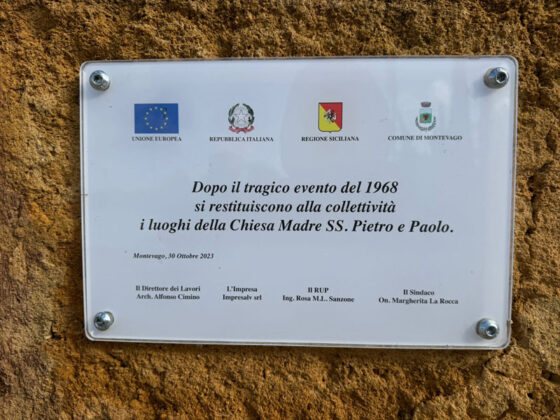 UNIONE EUROPEA
REPUBBLICA ITALIANA
REGIONE SICILIANA
COMUNE DI MONTEVAGO
Dopo il tragico evento del 1968
si restituiscono alla collettività
i luoghi della Chiesa Madre SS. Pietro e Paolo.
Montevago, 30 Ottobre 2023
Il Direttore dei Lavori
Arch. Alfonso Cimino
L'Impresa
Impresalv srl
Il RUP
Ing. Rosa M.L. Sanzone
Il Sindaco
On. Margherita La Rocca